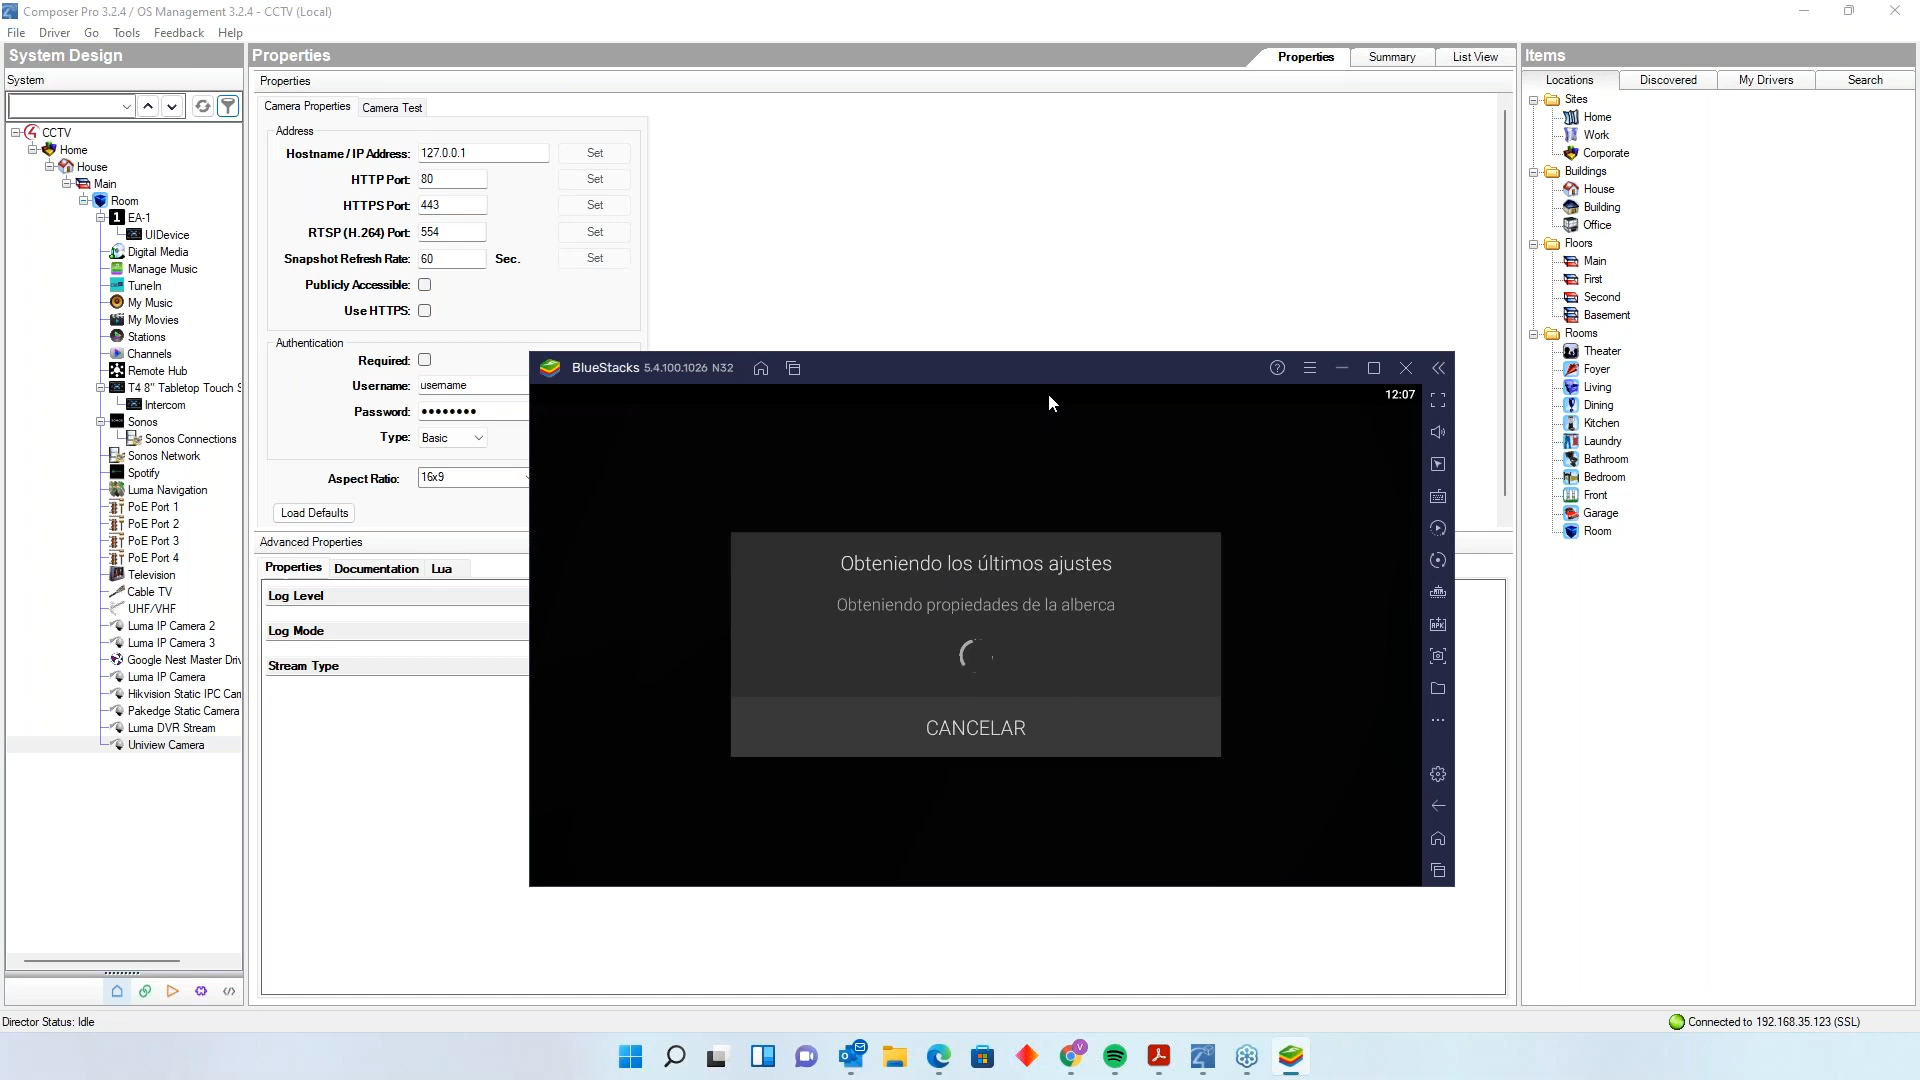 Composer Pro 3.2.4 / OS Management 3.2.4 - CCTV (Local)
File Driver Go Tools Feedback Help
System Design
System
CCTV
Home
House
Main
Room
1 EA-1
UIDevice
Digital Media
Manage Music
TuneIn
My Music
My Movies
Stations
Channels
Remote Hub
T4 8" Tabletop Touch S
Intercom
Sonos
Sonos Connections
Sonos Network
Spotify
Luma Navigation
PoE Port 1
PoE Port 2
PoE Port 3
PoE Port 4
Television
Cable TV
UHF/VHF
Luma IP Camera 2
Luma IP Camera 3
Google Nest Master Driv
Luma IP Camera
Hikvision Static IPC Cam
Pakedge Static Camera
Luma DVR Stream
Uniview Camera
Properties
Properties Summary List View
Properties
Camera Properties Camera Test
Address
Hostname / IP Address: 127.0.0.1 Set
HTTP Port: 80 Set
HTTPS Port: 443 Set
RTSP (H.264) Port: 554 Set
Snapshot Refresh Rate: 60 Sec. Set
Publicly Accessible:
Use HTTPS:
Authentication
Required:
Username: username
Password: ••••••••
Type: Basic
Aspect Ratio: 16x9
Load Defaults
Advanced Properties
Properties Documentation Lua
Log Level
Log Mode
Stream Type
BlueStacks 5.4.100.1026 N32
12:07
Obteniendo los últimos ajustes
Obteniendo propiedades de la alberca
CANCELAR
Items
Locations Discovered My Drivers Search
Sites
Home
Work
Corporate
Buildings
House
Building
Office
Floors
Main
First
Second
Basement
Rooms
Theater
Foyer
Living
Dining
Kitchen
Laundry
Bathroom
Bedroom
Front
Garage
Room
Director Status: Idle
Connected to 192.168.35.123 (SSL)